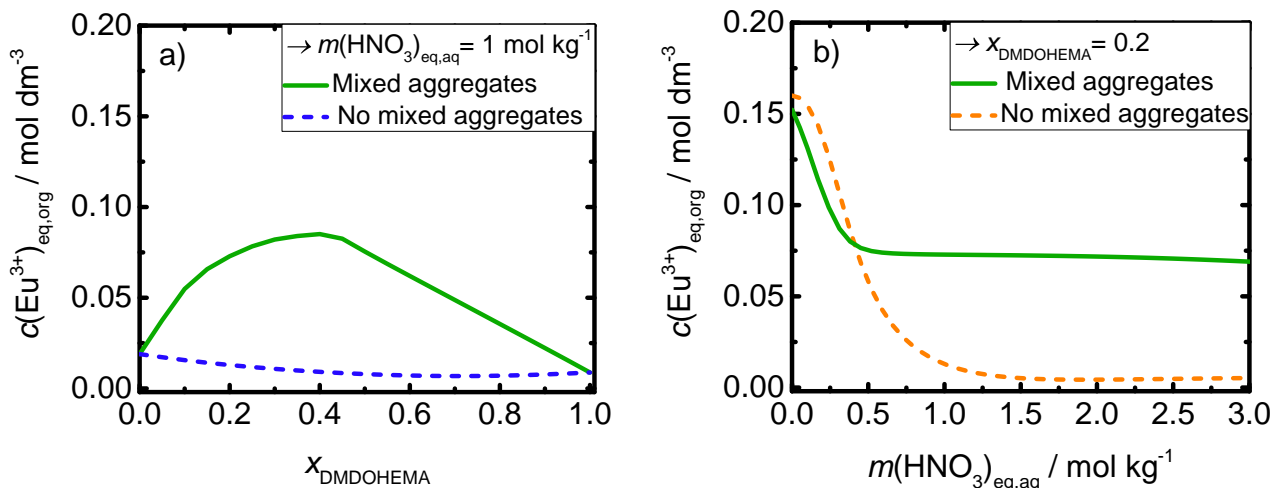 a)
→ m(HNO₃)eq,aq = 1 mol kg⁻¹
Mixed aggregates
No mixed aggregates
0.20
0.15
0.10
0.05
0.00
c(Eu³⁺)eq,org / mol dm⁻³
0.0 0.2 0.4 0.6 0.8 1.0
xDMDOHEMA
b)
→ xDMDOHEMA = 0.2
Mixed aggregates
No mixed aggregates
0.20
0.15
0.10
0.05
0.00
c(Eu³⁺)eq,org / mol dm⁻³
0.0 0.5 1.0 1.5 2.0 2.5 3.0
m(HNO₃)eq,aq / mol kg⁻¹